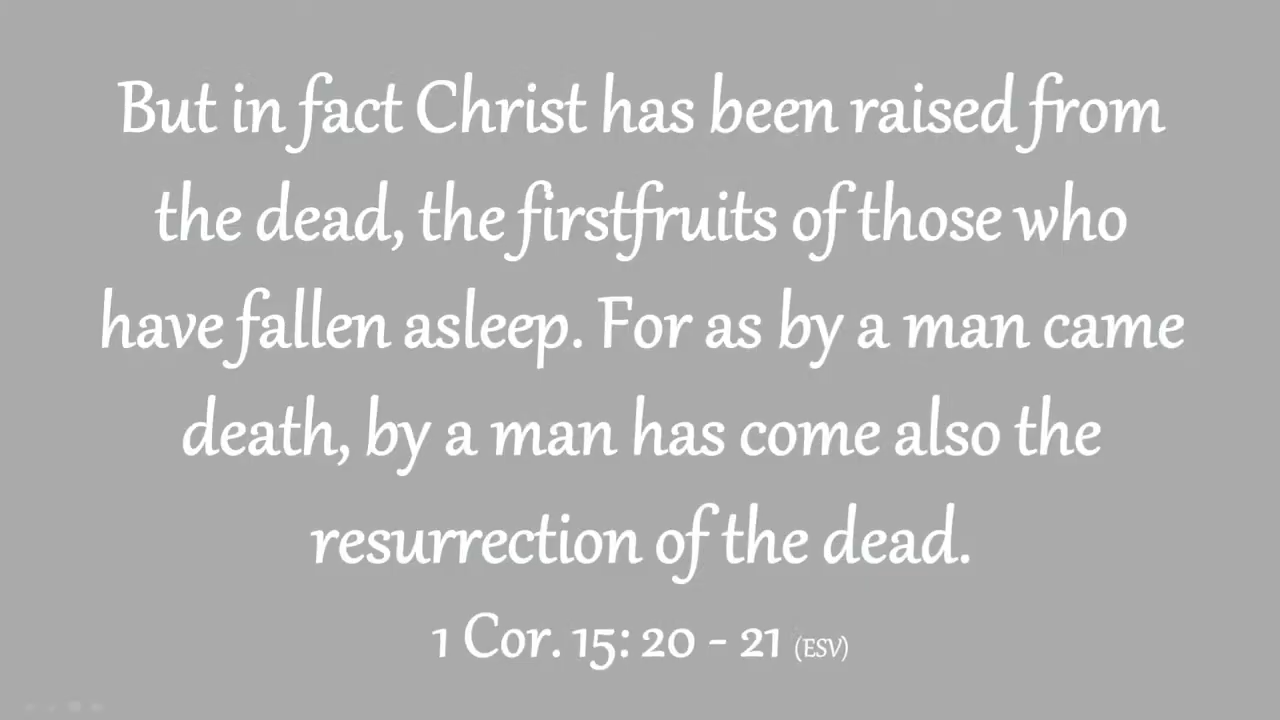 But in fact Christ has been raised from
the dead, the firstfruits of those who
have fallen asleep. For as by a man came
death, by a man has come also the
resurrection of the dead.
1 Cor. 15: 20 - 21 (ESV)